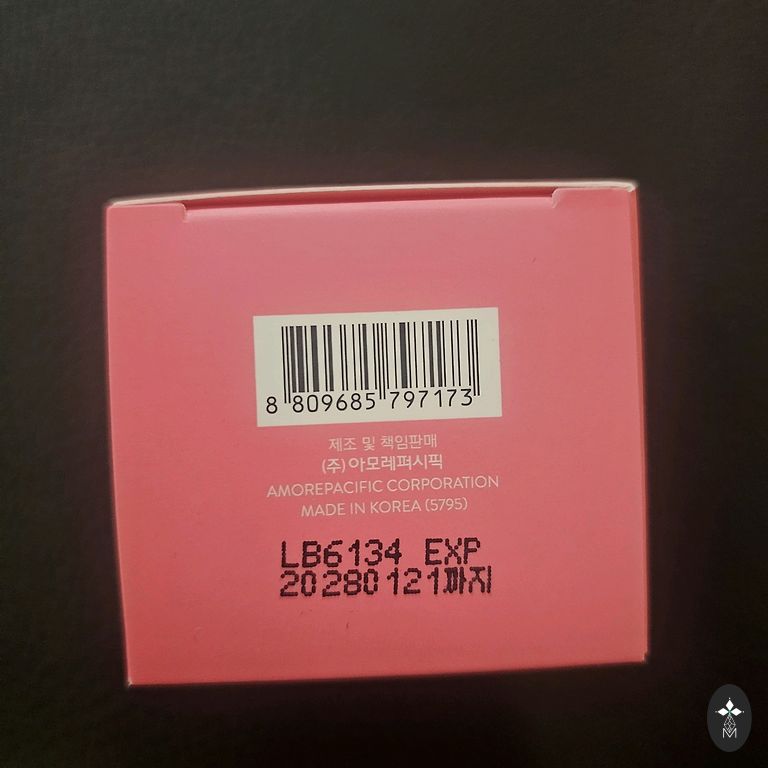 8 809685 797173
제조 및 책임판매
(주)아모레퍼시픽
AMOREPACIFIC CORPORATION
MADE IN KOREA (5795)
LB6134 EXP
20280121까지
M